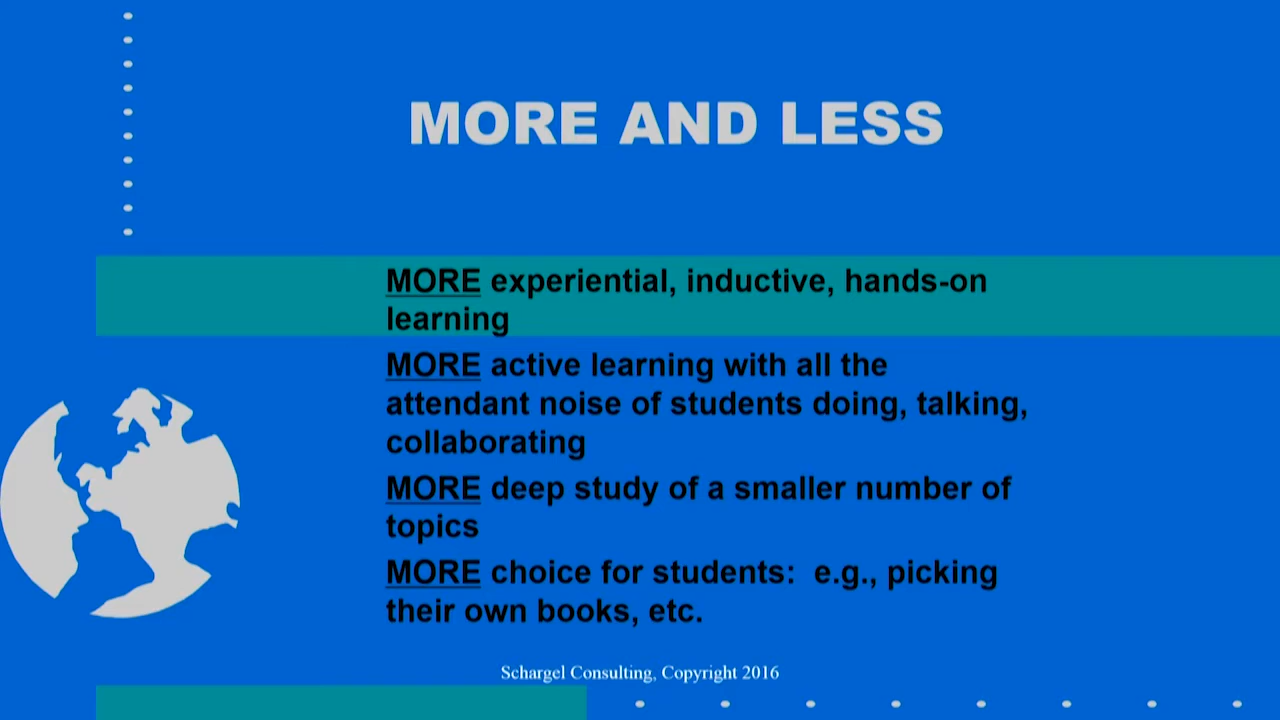 MORE AND LESS
MORE experiential, inductive, hands-on
learning
MORE active learning with all the
attendant noise of students doing, talking,
collaborating
MORE deep study of a smaller number of
topics
MORE choice for students:  e.g., picking
their own books, etc.
Schargel Consulting, Copyright 2016